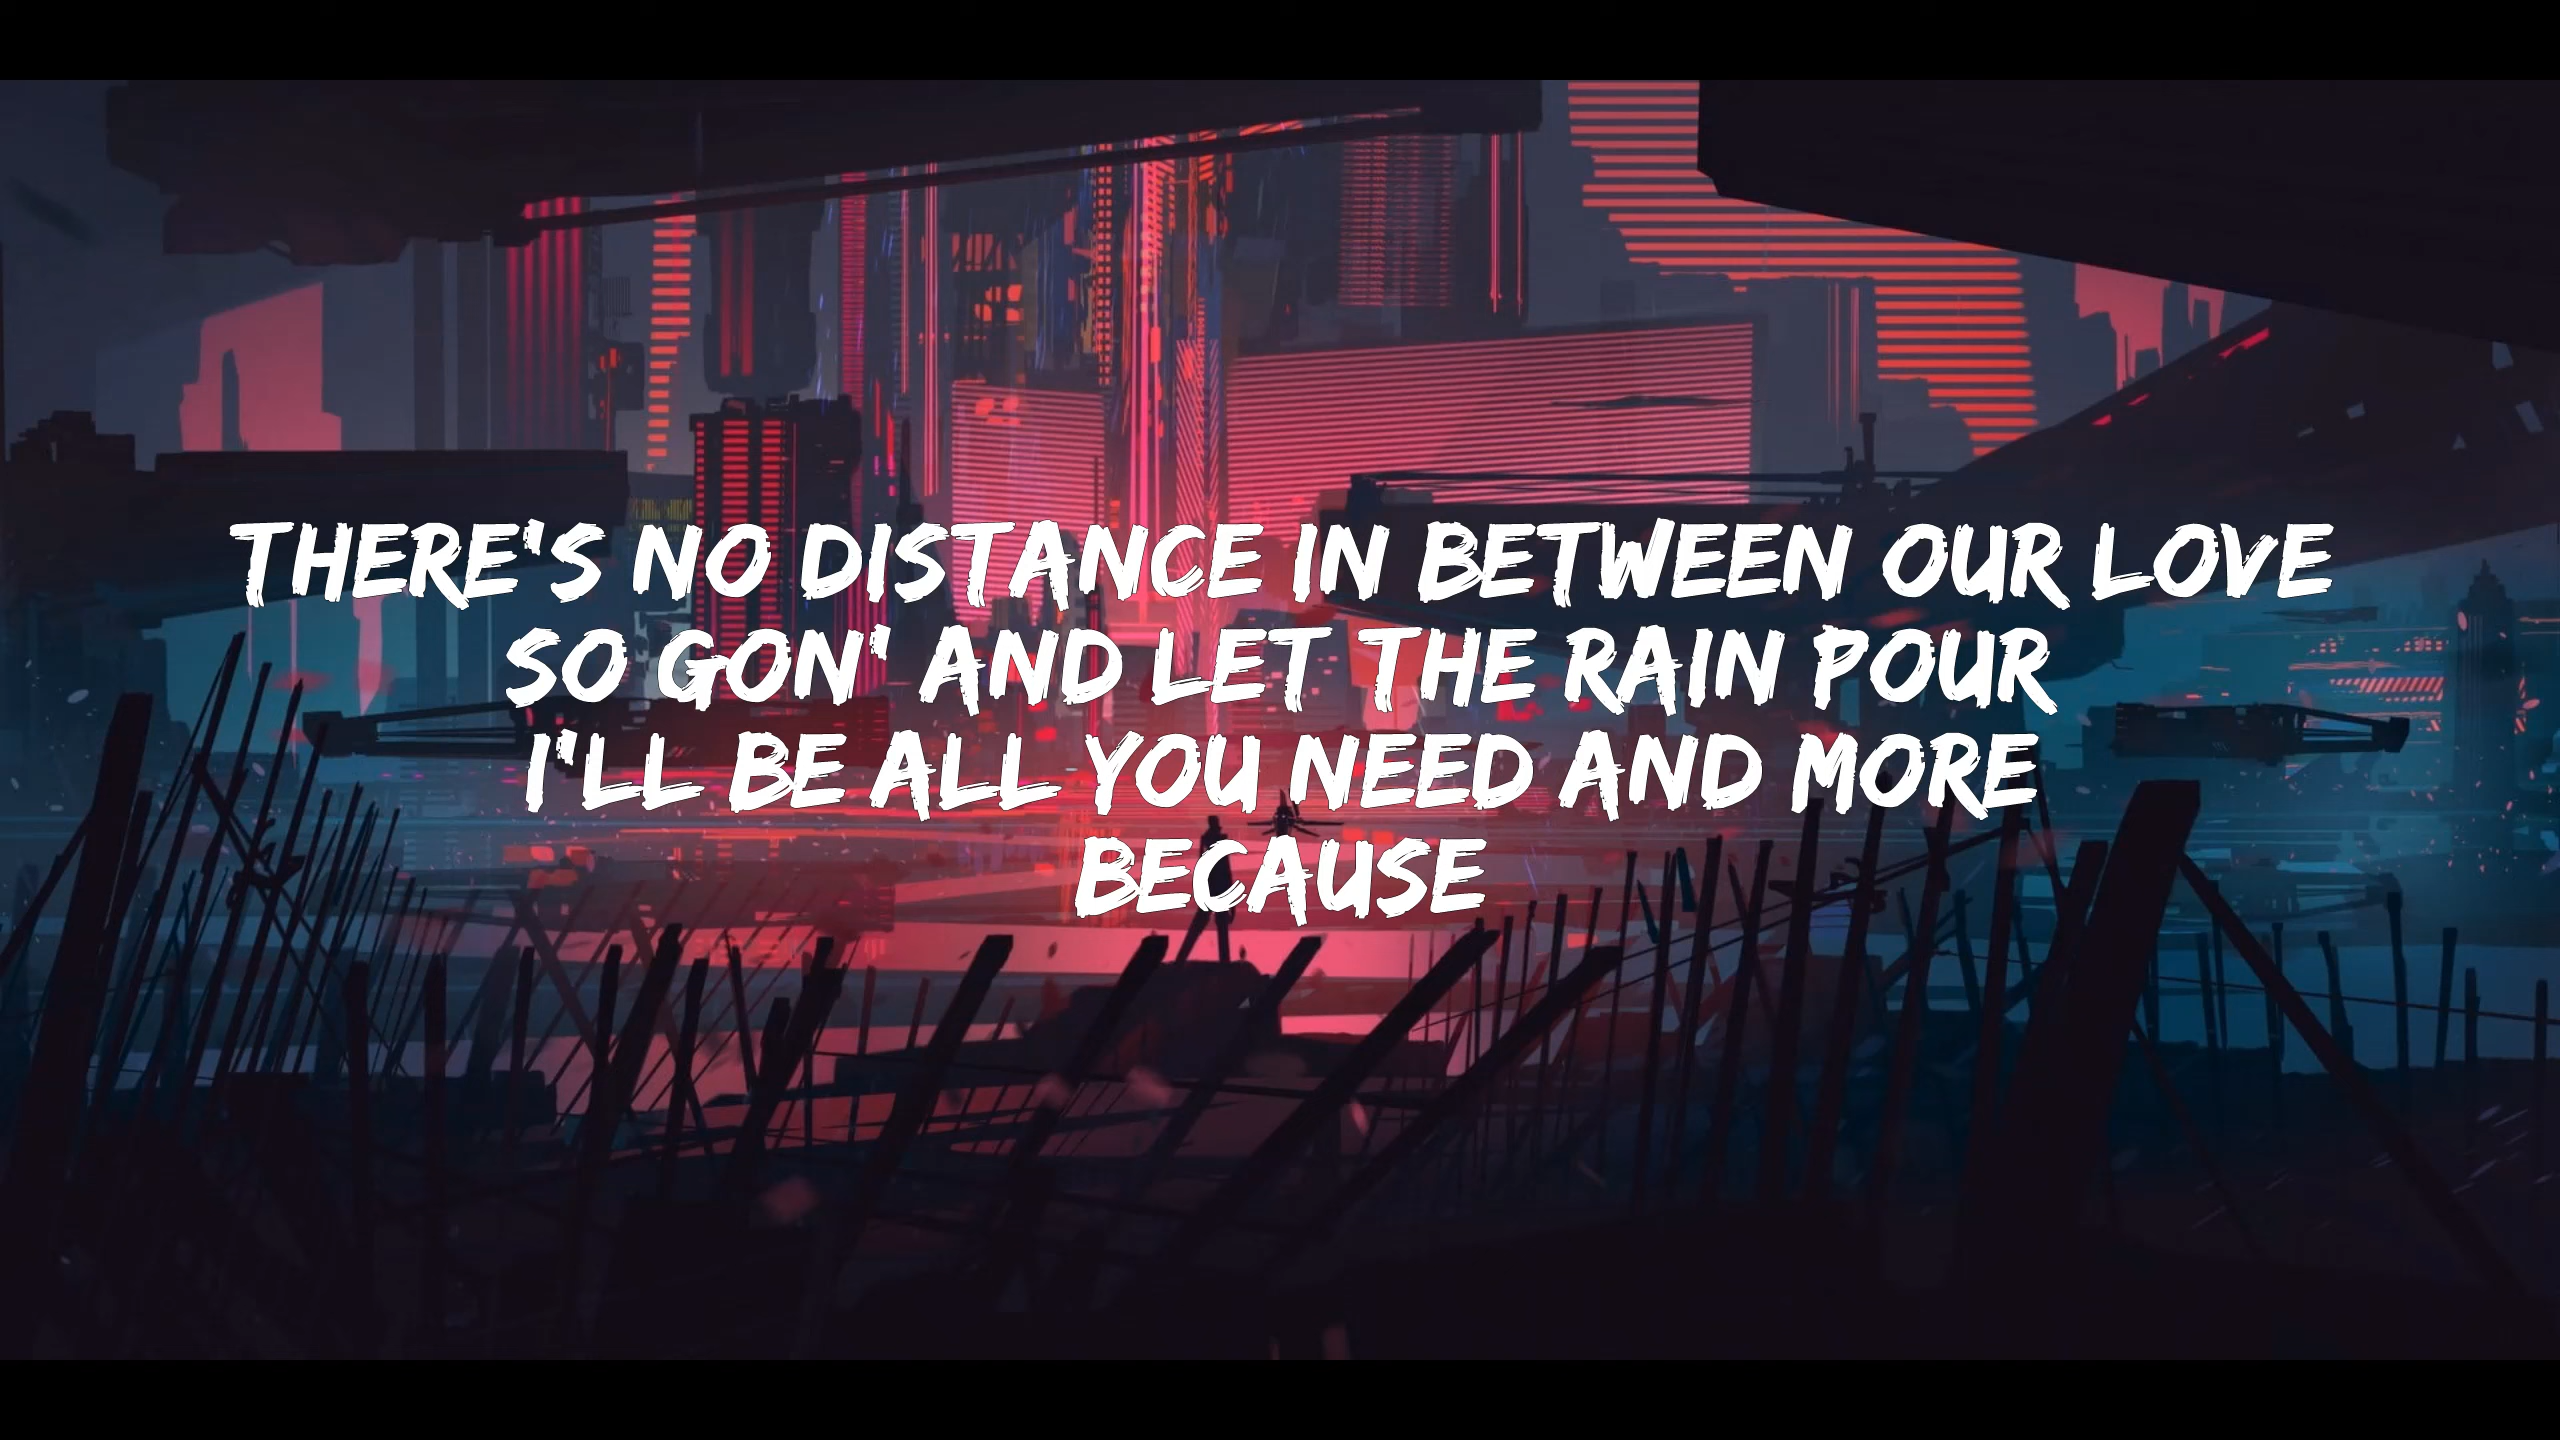 THERE'S NO DISTANCE IN BETWEEN OUR LOVE
SO GON' AND LET THE RAIN POUR
I'LL BE ALL YOU NEED AND MORE
BECAUSE